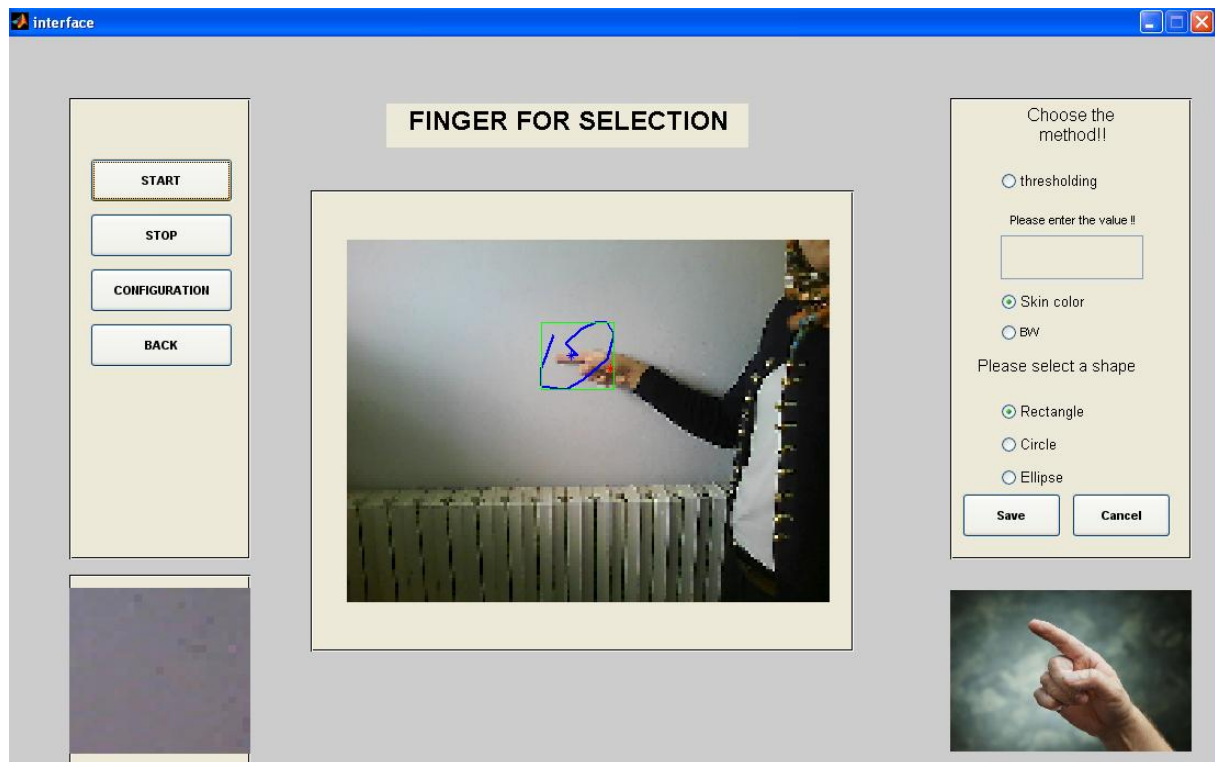 interface
FINGER FOR SELECTION
START
STOP
CONFIGURATION
BACK
Choose the
method!!
thresholding
Please enter the value !!
Skin color
BW
Please select a shape
Rectangle
Circle
Ellipse
Save
Cancel